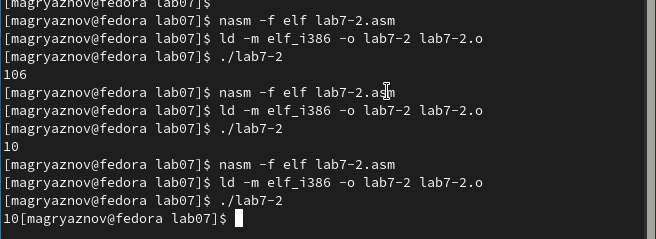 [magryaznov@fedora lab07]$
[magryaznov@fedora lab07]$ nasm -f elf lab7-2.asm
[magryaznov@fedora lab07]$ ld -m elf_i386 -o lab7-2 lab7-2.o
[magryaznov@fedora lab07]$ ./lab7-2
106
[magryaznov@fedora lab07]$ nasm -f elf lab7-2.asm
[magryaznov@fedora lab07]$ ld -m elf_i386 -o lab7-2 lab7-2.o
[magryaznov@fedora lab07]$ ./lab7-2
10
[magryaznov@fedora lab07]$ nasm -f elf lab7-2.asm
[magryaznov@fedora lab07]$ ld -m elf_i386 -o lab7-2 lab7-2.o
[magryaznov@fedora lab07]$ ./lab7-2
10[magryaznov@fedora lab07]$